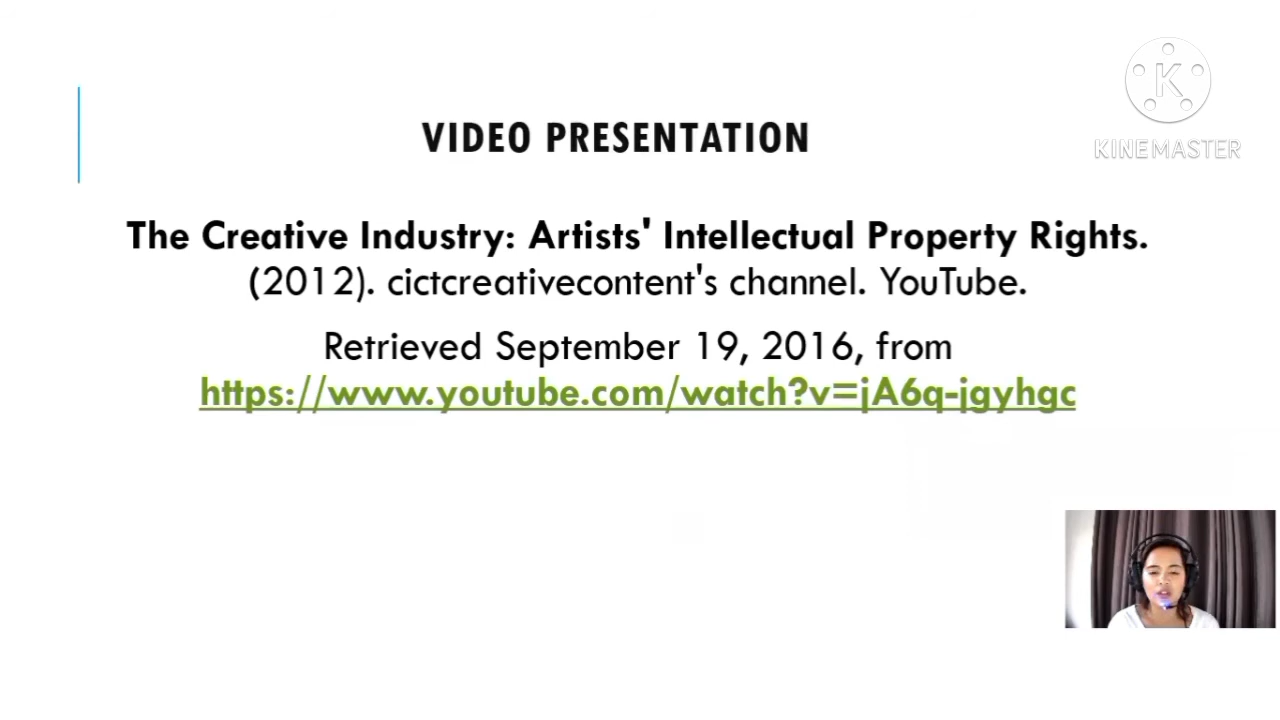 VIDEO PRESENTATION
K
KINEMASTER
The Creative Industry: Artists' Intellectual Property Rights.
(2012). cictcreativecontent's channel. YouTube.
Retrieved September 19, 2016, from
https://www.youtube.com/watch?v=jA6q-jgyhgc